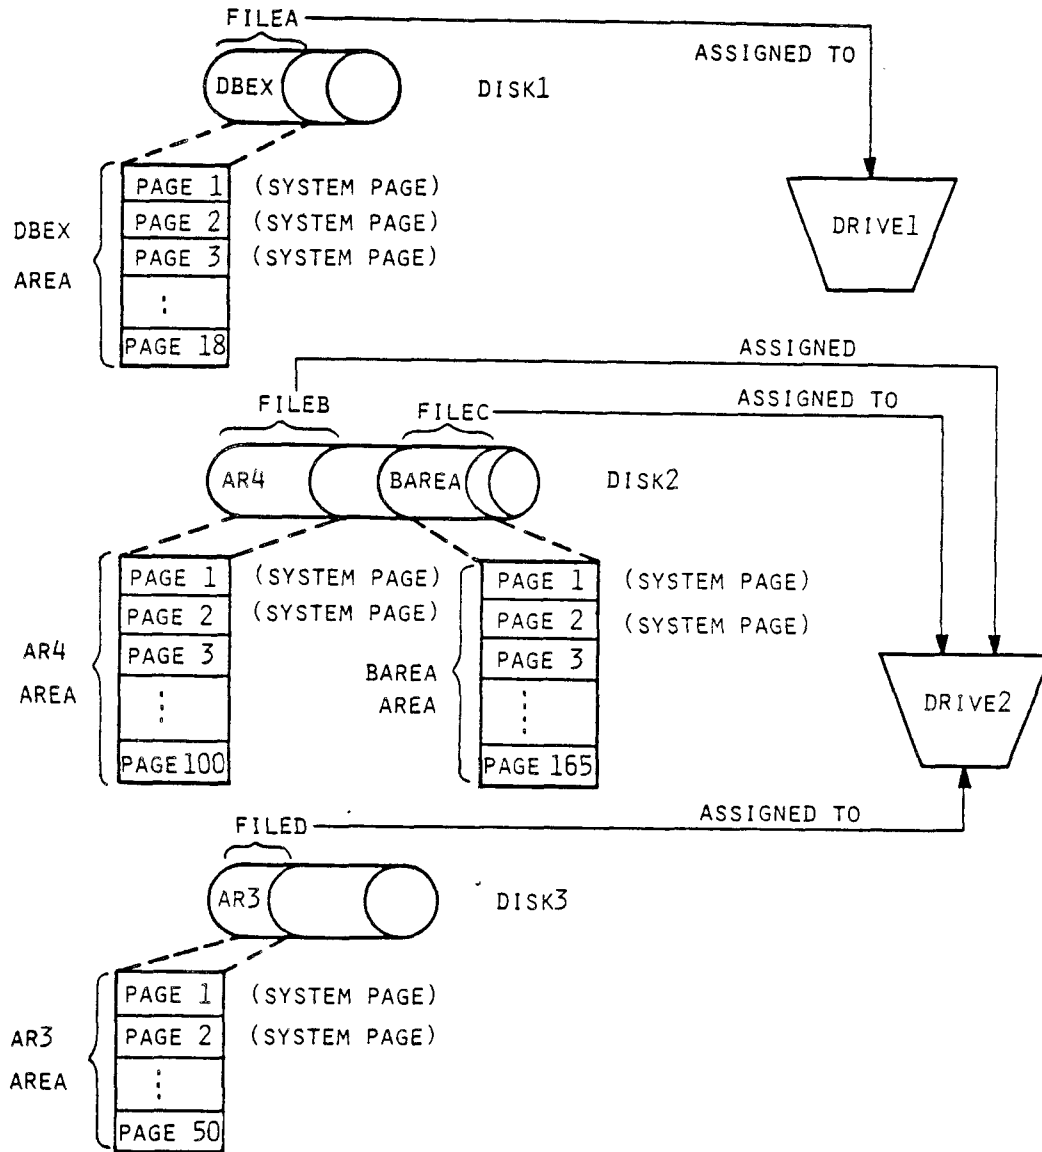 FILEA
ASSIGNED TO
DBEX
DISK1
PAGE 1 (SYSTEM PAGE)
PAGE 2 (SYSTEM PAGE)
PAGE 3 (SYSTEM PAGE)
DBEX
AREA
PAGE 18
DRIVE1
ASSIGNED
ASSIGNED TO
FILEB
FILEC
AR4
BAREA
DISK2
PAGE 1 (SYSTEM PAGE)
PAGE 2 (SYSTEM PAGE)
PAGE 3
AR4
AREA
PAGE 100
PAGE 1 (SYSTEM PAGE)
PAGE 2 (SYSTEM PAGE)
PAGE 3
BAREA
AREA
PAGE 165
DRIVE2
ASSIGNED TO
FILED
AR3
DISK3
PAGE 1 (SYSTEM PAGE)
PAGE 2 (SYSTEM PAGE)
AR3
AREA
PAGE 50